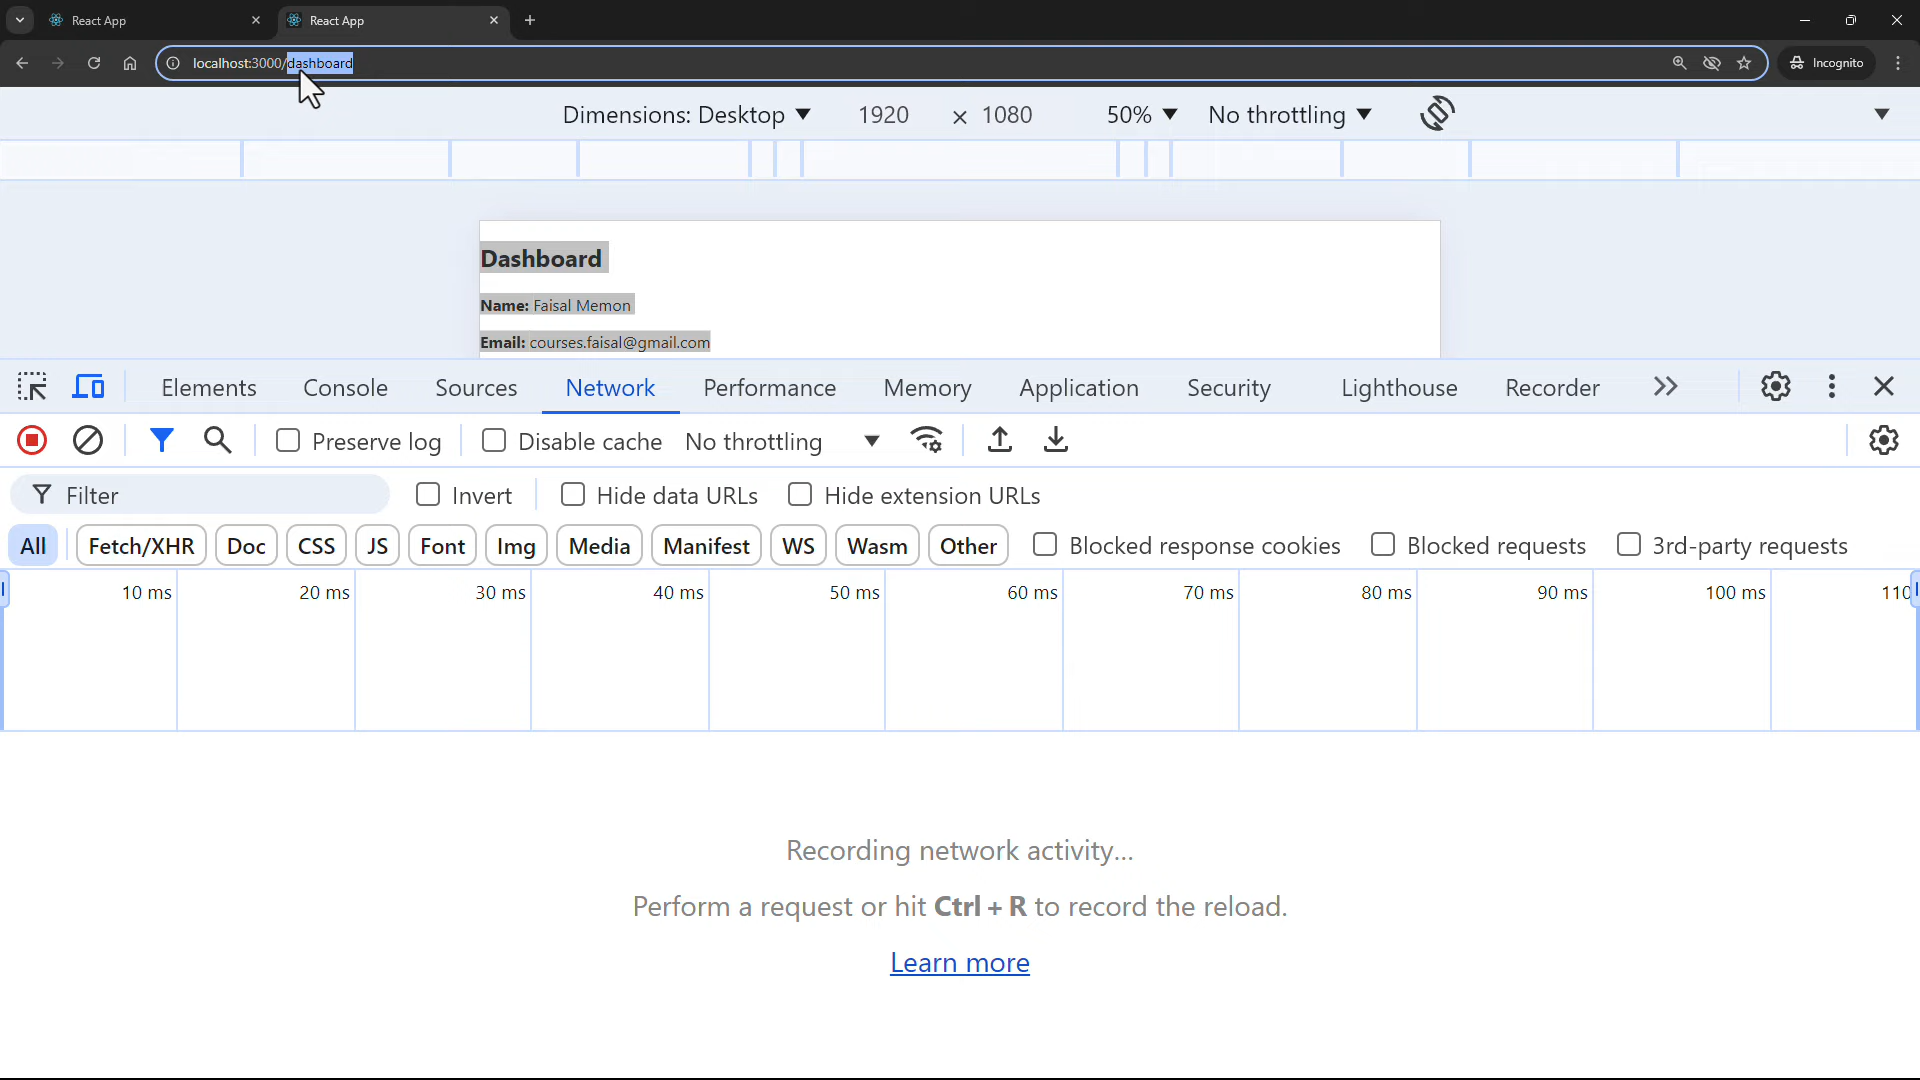 React App
React App
localhost:3000/dashboard
Incognito
Dimensions: Desktop 1920 × 1080 50% No throttling
Dashboard
Name: Faisal Memon
Email: courses.faisal@gmail.com
Elements Console Sources Network Performance Memory Application Security Lighthouse Recorder
Preserve log Disable cache No throttling
Filter Invert Hide data URLs Hide extension URLs
All Fetch/XHR Doc CSS JS Font Img Media Manifest WS Wasm Other Blocked response cookies Blocked requests 3rd-party requests
10 ms 20 ms 30 ms 40 ms 50 ms 60 ms 70 ms 80 ms 90 ms 100 ms 110
Recording network activity...
Perform a request or hit Ctrl + R to record the reload.
Learn more